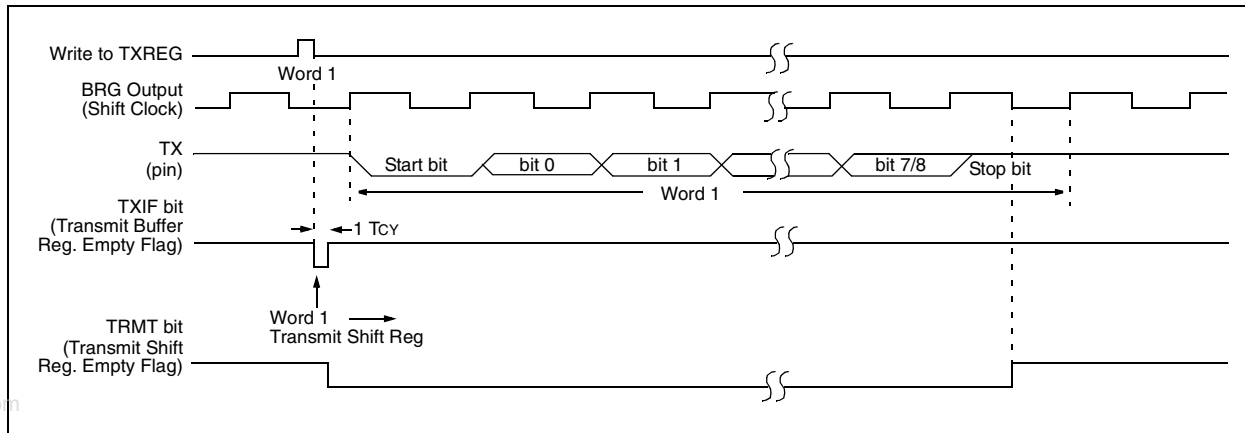 Write to TXREG
Word 1
BRG Output
(Shift Clock)
TX
(pin)
Start bit
bit 0
bit 1
bit 7/8
Stop bit
Word 1
TXIF bit
(Transmit Buffer
Reg. Empty Flag)
1 TCY
Word 1
Transmit Shift Reg
TRMT bit
(Transmit Shift
Reg. Empty Flag)
om